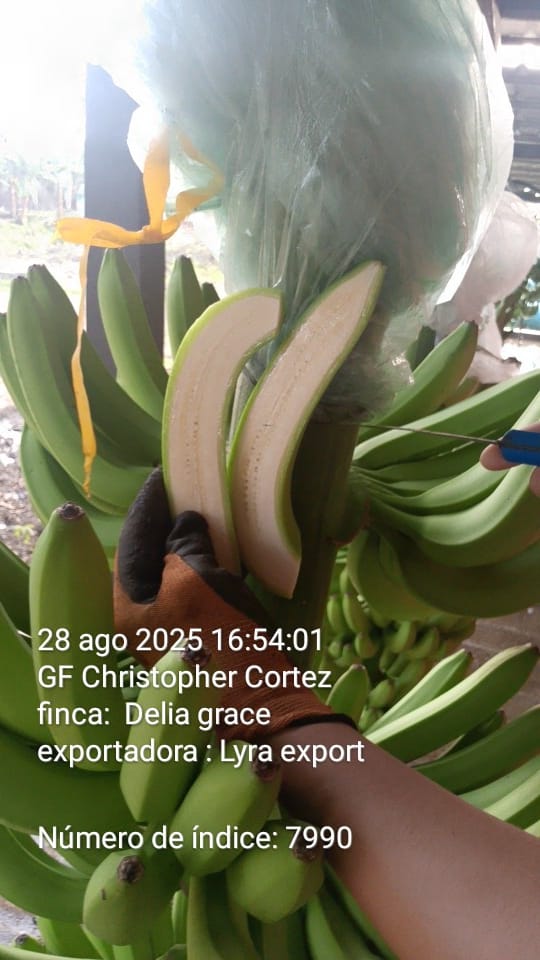 28 ago 2025 16:54:01
GF Christopher Cortez
finca: Delia grace
exportadora : Lyra export
Número de índice: 7990